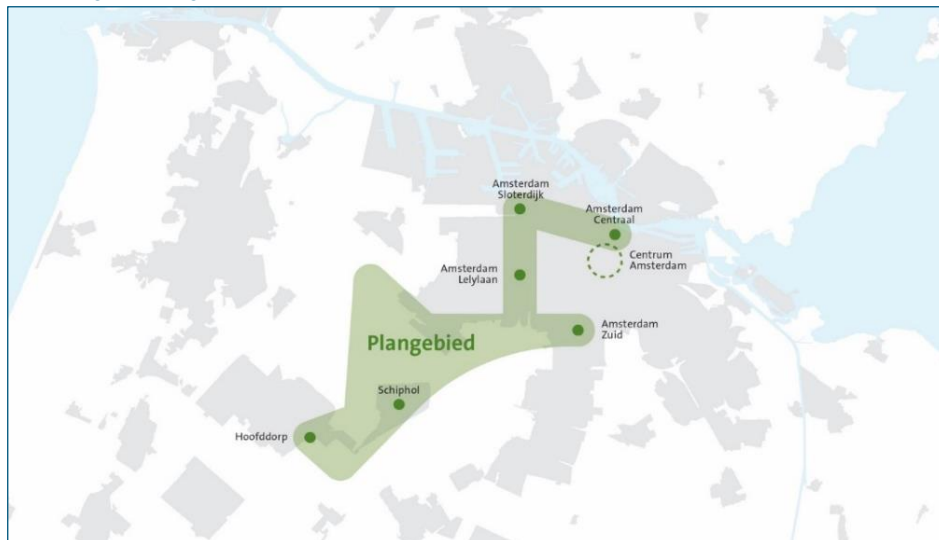 Amsterdam
Sloterdijk
Amsterdam
Centraal
Centrum
Amsterdam
Amsterdam
Lelylaan
Amsterdam
Zuid
Plangebied
Schiphol
Hoofddorp